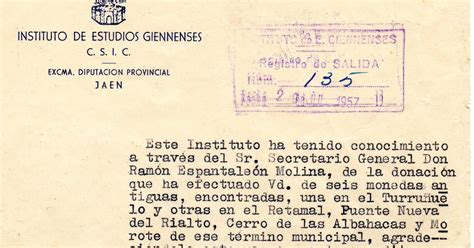 INSTITUTO DE ESTUDIOS GIENNENSES
C. S. I. C.
EXCMA. DIPUTACION PROVINCIAL
JAEN
GIENNENSES
Registro de SALIDA
Núm. 135
1957
Este Instituto ha tenido conocimiento
a través del Sr. Secretario General Don
Ramón Espantaleón Molina, de la donación
que ha efectuado Vd. de seis monedas an
tiguas, encontradas, una en el Turruñue
lo y otras en el Retamal, Puente Nueva
del Rialto, Cerro de las Albahacas y Mo
rote de ese término municipal, agrade-